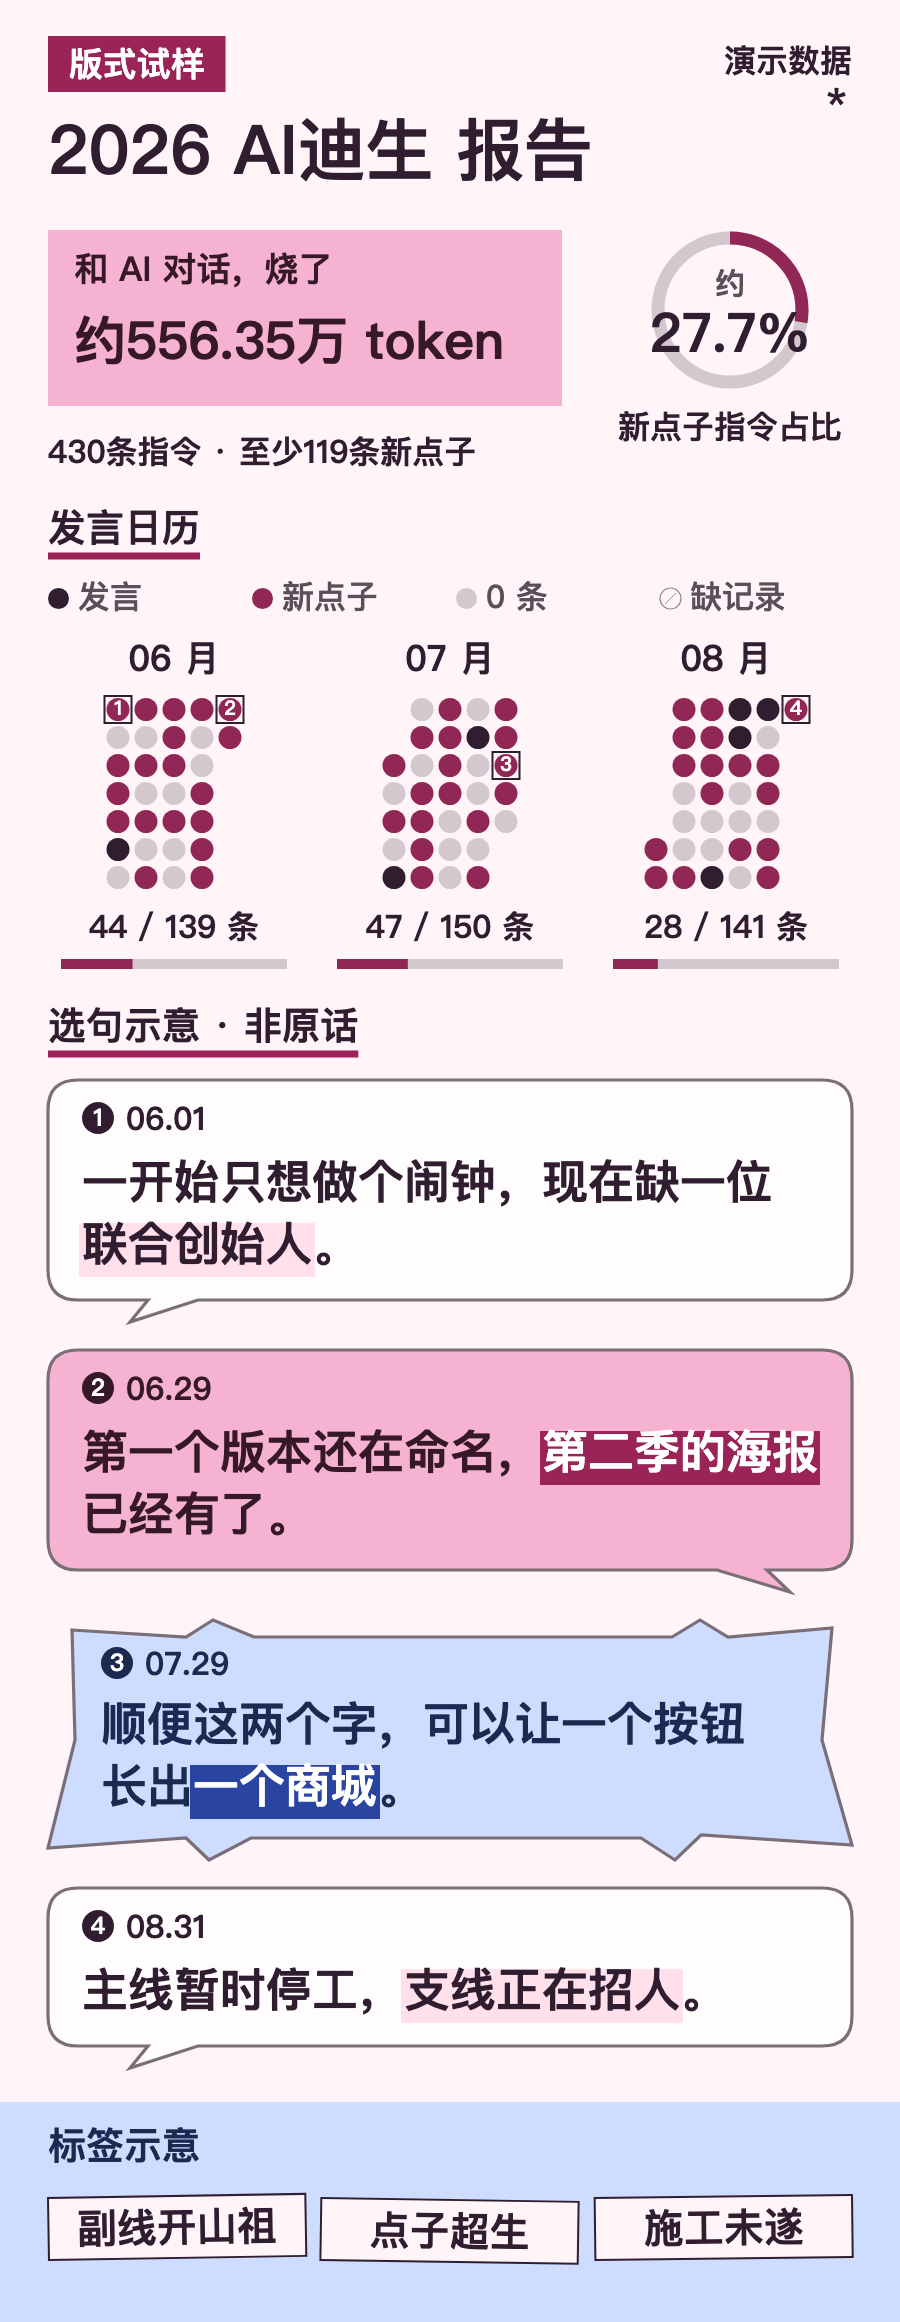 版式试样
演示数据
*
2026 AI迪生 报告
和 AI 对话，烧了
约556.35万 token
约
27.7%
新点子指令占比
430条指令 · 至少119条新点子
发言日历
发言 新点子 0 条 缺记录
06 月 07 月 08 月
1 2 4
3
44 / 139 条 47 / 150 条 28 / 141 条
选句示意 · 非原话
1 06.01
一开始只想做个闹钟，现在缺一位
联合创始人。
2 06.29
第一个版本还在命名，第二季的海报
已经有了。
3 07.29
顺便这两个字，可以让一个按钮
长出一个商城。
4 08.31
主线暂时停工，支线正在招人。
标签示意
副线开山祖 点子超生 施工未遂